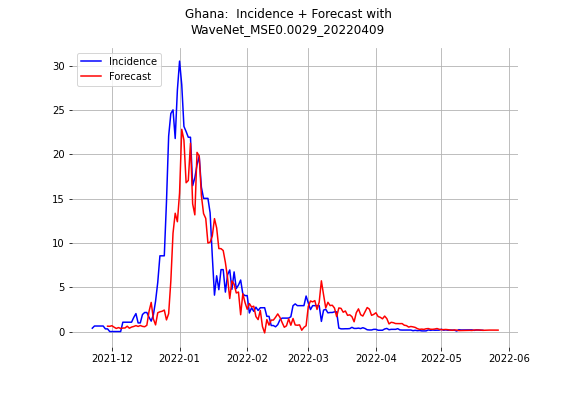 Ghana:  Incidence + Forecast with
WaveNet_MSE0.0029_20220409
Incidence
Forecast
30
25
20
15
10
5
0
2021-12 2022-01 2022-02 2022-03 2022-04 2022-05 2022-06